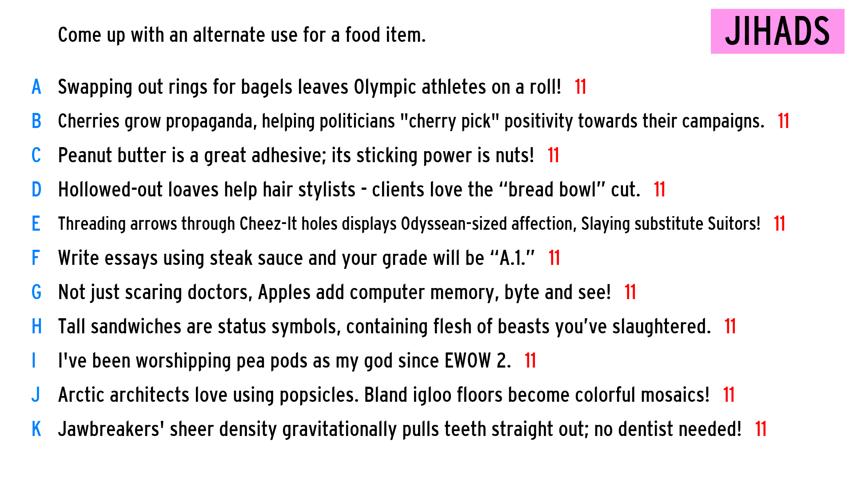 Come up with an alternate use for a food item.
JIHADS
A Swapping out rings for bagels leaves Olympic athletes on a roll! 11
B Cherries grow propaganda, helping politicians "cherry pick" positivity towards their campaigns. 11
C Peanut butter is a great adhesive; its sticking power is nuts! 11
D Hollowed-out loaves help hair stylists - clients love the “bread bowl” cut. 11
E Threading arrows through Cheez-It holes displays Odyssean-sized affection, Slaying substitute Suitors! 11
F Write essays using steak sauce and your grade will be “A.1.” 11
G Not just scaring doctors, Apples add computer memory, byte and see! 11
H Tall sandwiches are status symbols, containing flesh of beasts you’ve slaughtered. 11
I I've been worshipping pea pods as my god since EWOW 2. 11
J Arctic architects love using popsicles. Bland igloo floors become colorful mosaics! 11
K Jawbreakers' sheer density gravitationally pulls teeth straight out; no dentist needed! 11